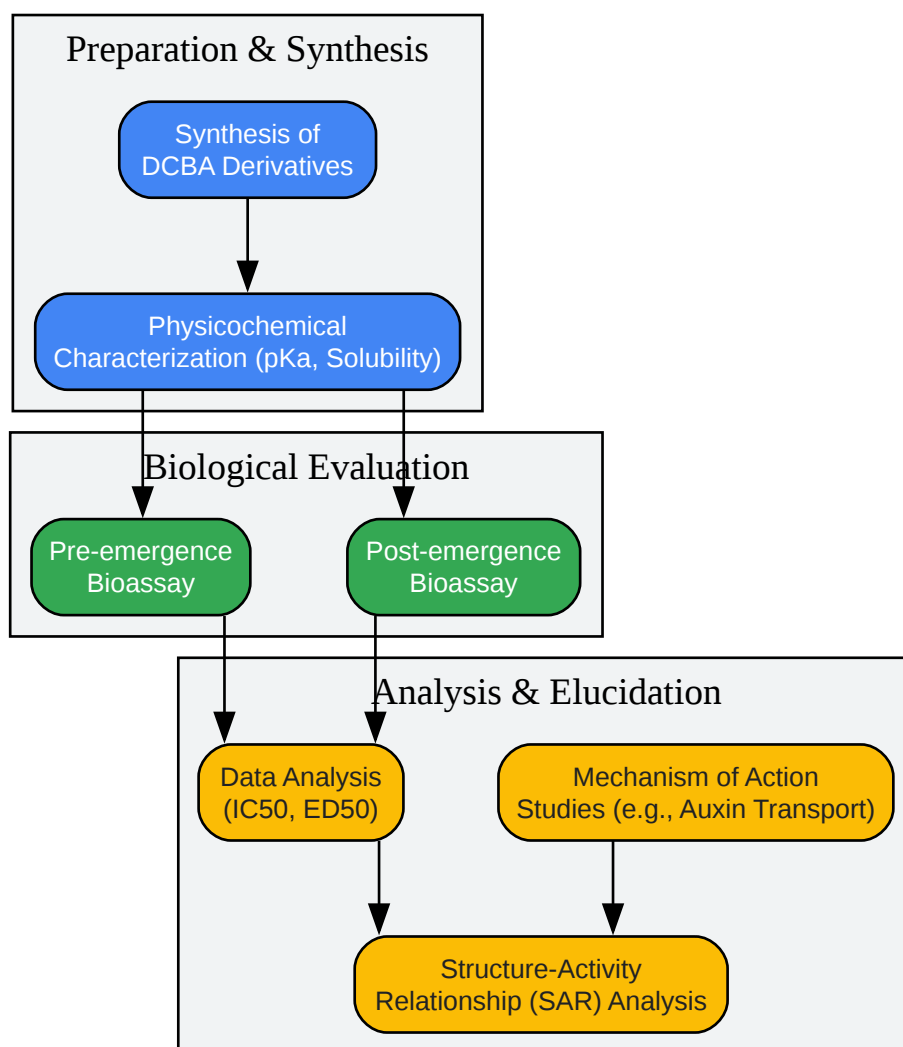 Preparation & Synthesis
Synthesis of
DCBA Derivatives
Physicochemical
Characterization (pKa, Solubility)
Biological Evaluation
Pre-emergence
Bioassay
Post-emergence
Bioassay
Analysis & Elucidation
Data Analysis
(IC50, ED50)
Mechanism of Action
Studies (e.g., Auxin Transport)
Structure-Activity
Relationship (SAR) Analysis